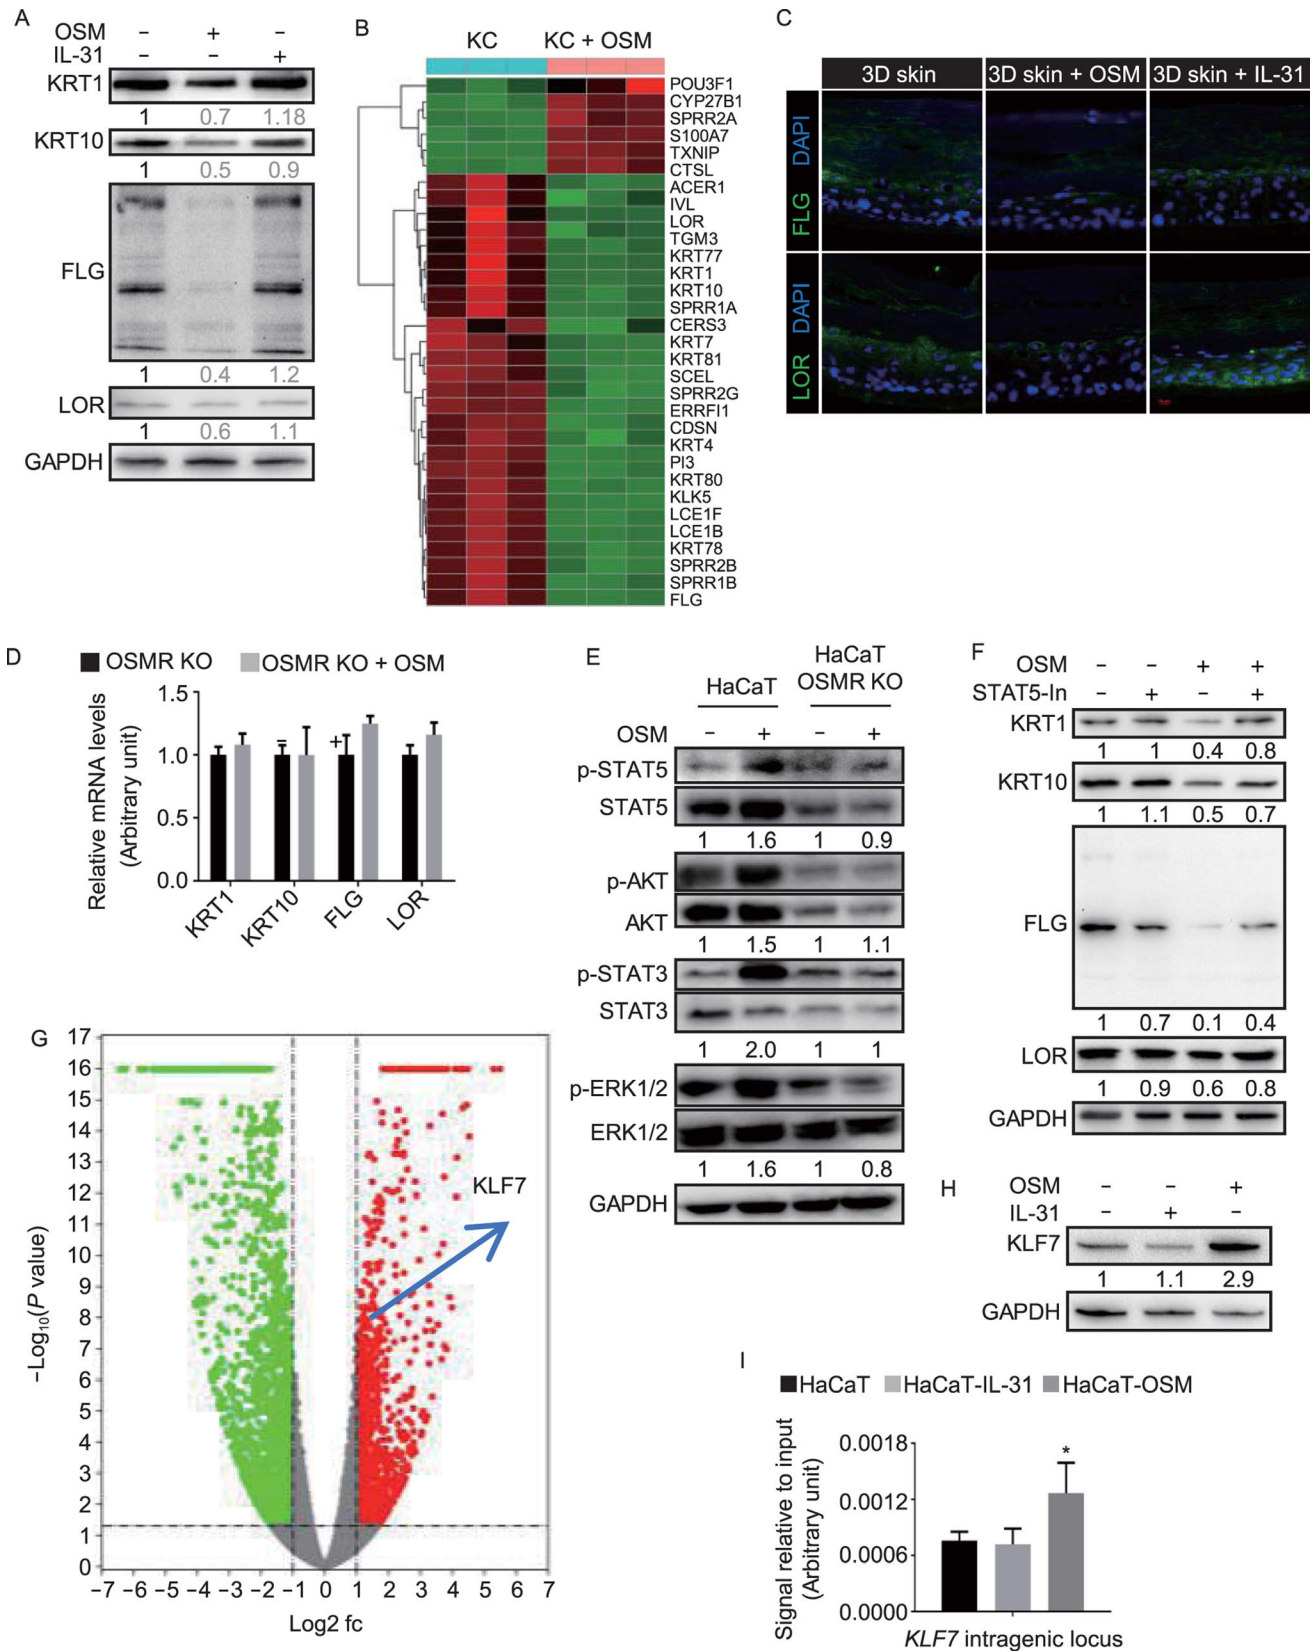 A
OSM – + –
IL-31 – – +
KRT1
1 0.7 1.18
KRT10
1 0.5 0.9
FLG
1 0.4 1.2
LOR
1 0.6 1.1
GAPDH
B
KC KC + OSM
POU3F1
CYP27B1
SPRR2A
S100A7
TXNIP
CTSL
ACER1
IVL
LOR
TGM3
KRT77
KRT1
KRT10
SPRR1A
CERS3
KRT7
KRT81
SCEL
SPRR2G
ERRFI1
CDSN
KRT4
PI3
KRT80
KLK5
LCE1F
LCE1B
KRT78
SPRR2B
SPRR1B
FLG
C
3D skin 3D skin + OSM 3D skin + IL-31
FLG DAPI
LOR DAPI
D
OSMR KO OSMR KO + OSM
Relative mRNA levels
(Arbitrary unit)
1.5
1.0
0.5
0.0
– +
KRT1 KRT10 FLG LOR
E
HaCaT HaCaT
OSMR KO
OSM – + – +
p-STAT5
STAT5
1 1.6 1 0.9
p-AKT
AKT
1 1.5 1 1.1
p-STAT3
STAT3
1 2.0 1 1
p-ERK1/2
ERK1/2
1 1.6 1 0.8
GAPDH
F
OSM – – + +
STAT5-In – + – +
KRT1
1 1 0.4 0.8
KRT10
1 1.1 0.5 0.7
FLG
1 0.7 0.1 0.4
LOR
1 0.9 0.6 0.8
GAPDH
G
–Log10(P value)
17
16
15
14
13
12
11
10
9
8
7
6
5
4
3
2
1
0
KLF7
–7 –6 –5 –4 –3 –2 –1 0 1 2 3 4 5 6 7
Log2 fc
H
OSM – – +
IL-31 – + –
KLF7
1 1.1 2.9
GAPDH
I
HaCaT HaCaT-IL-31 HaCaT-OSM
Signal relative to input
(Arbitrary unit)
0.0018
0.0012
0.0006
0.0000
*
KLF7 intragenic locus